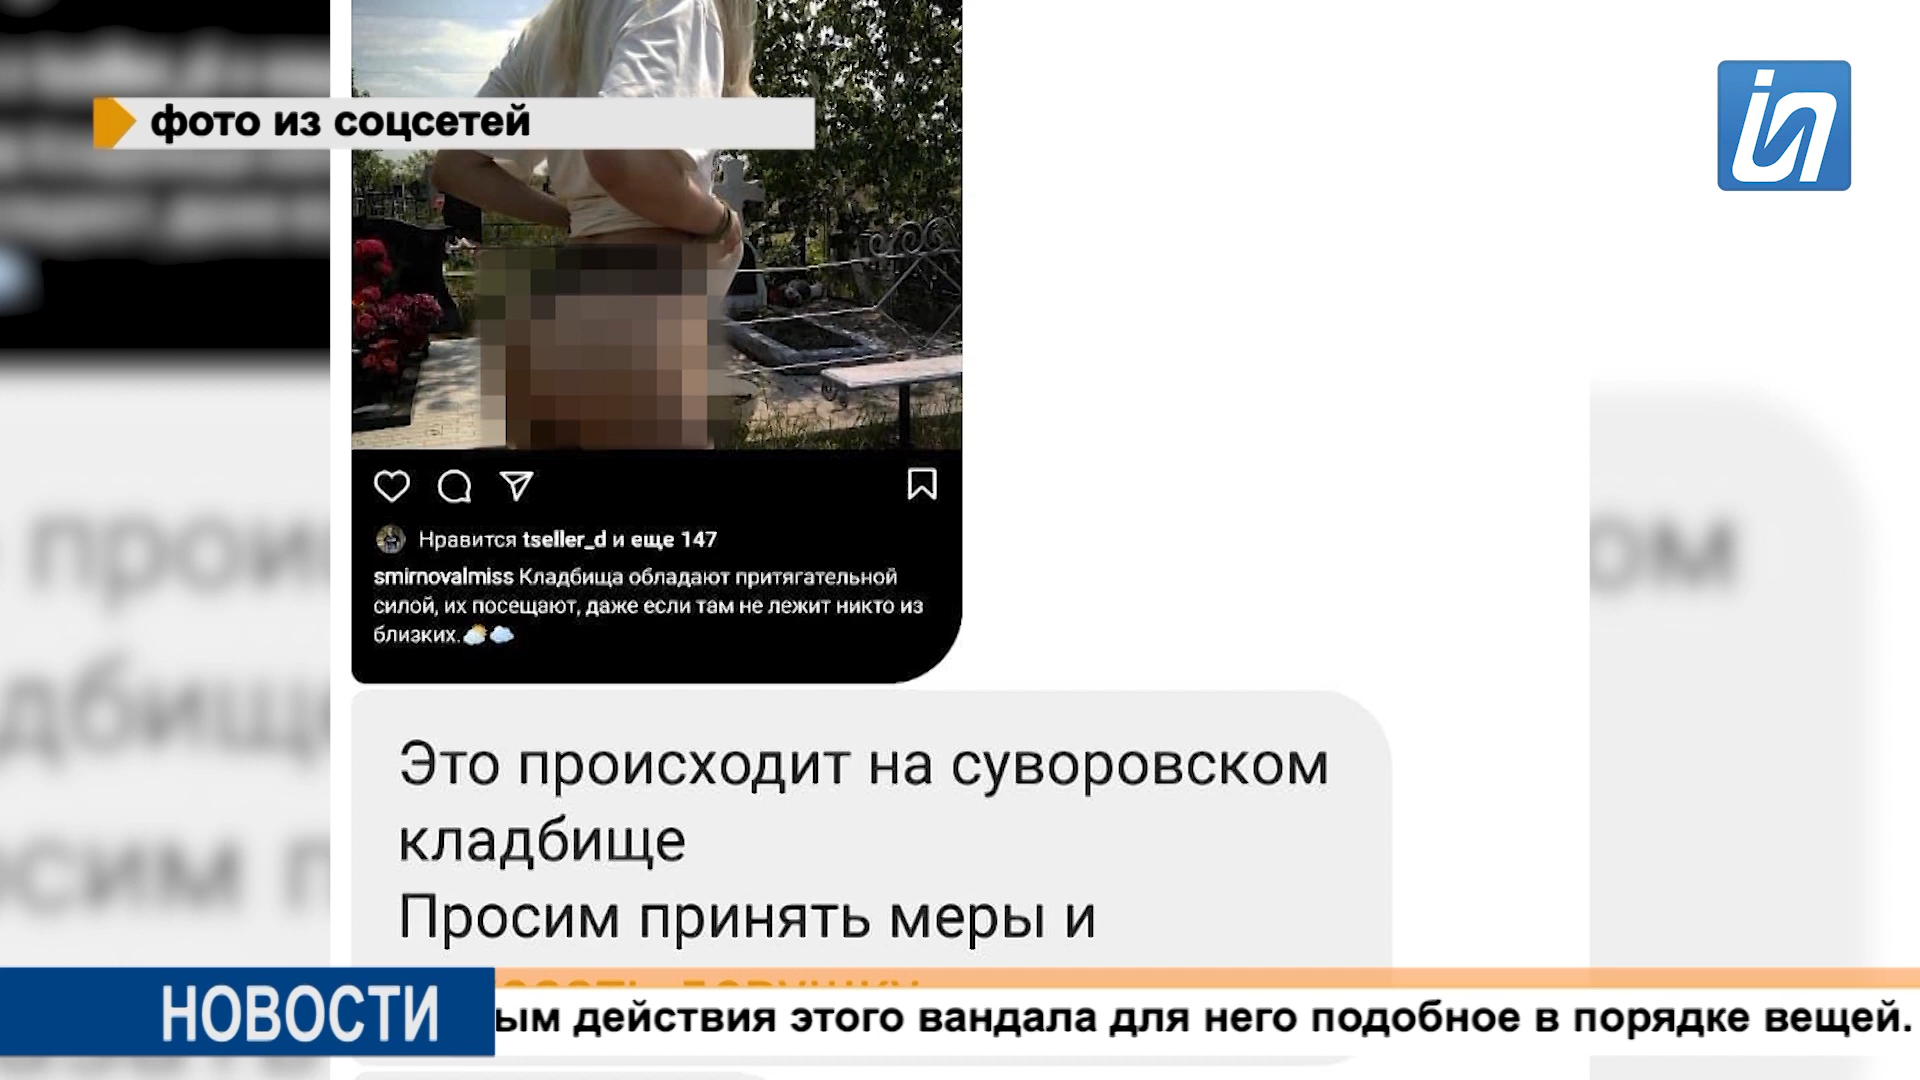 фото из соцсетей
Нравится tseller_d и еще 147
smirnovalmiss Кладбища обладают притягательной
силой, их посещают, даже если там не лежит никто из
близких.
Это происходит на суворовском
кладбище
Просим принять меры и
НОВОСТИ
ым действия этого вандала для него подобное в порядке вещей.